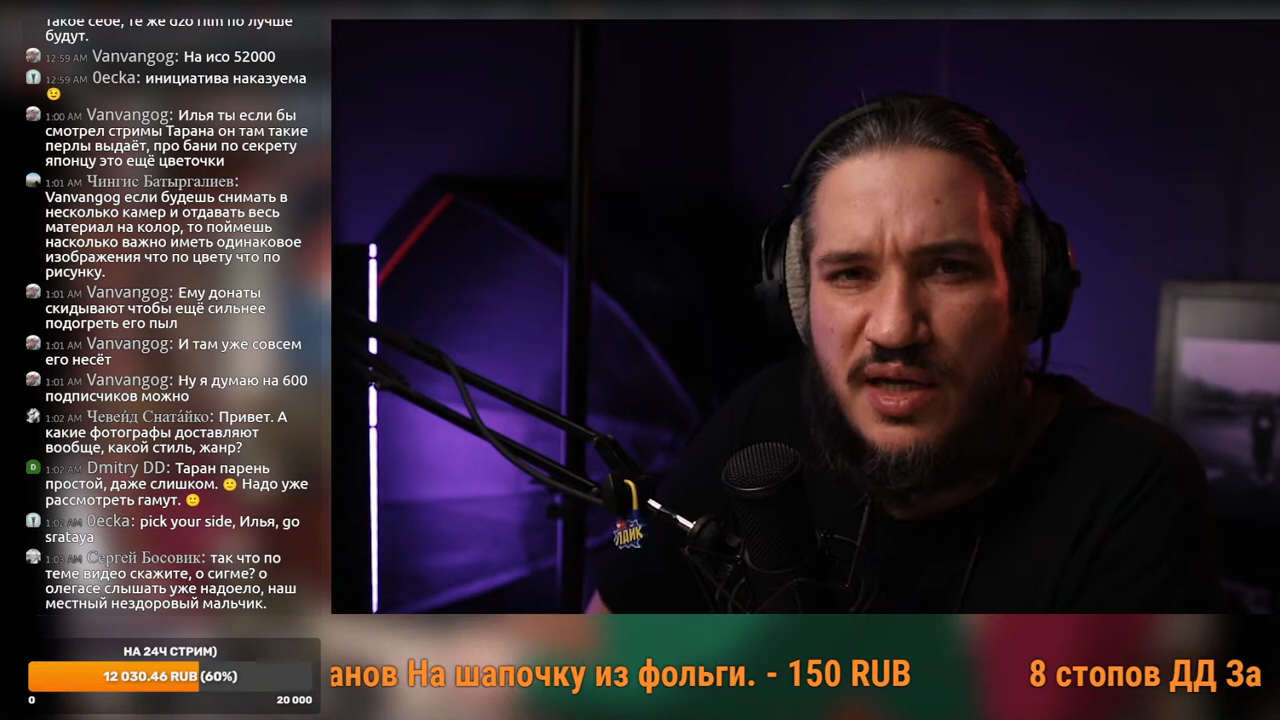 такое себе, те же dzo film по лучше
будут.
12:59 AM Vanvangog: На исо 52000
12:59 AM 0ecka: инициатива наказуема
😉
1:00 AM Vanvangog: Илья ты если бы
смотрел стримы Тарана он там такие
перлы выдаёт, про бани по секрету
японцу это ещё цветочки
1:01 AM Чингис Батыргалиев:
Vanvangog если будешь снимать в
несколько камер и отдавать весь
материал на колор, то поймешь
насколько важно иметь одинаковое
изображения что по цвету что по
рисунку.
1:01 AM Vanvangog: Ему донаты
скидывают чтобы ещё сильнее
подогреть его пыл
1:01 AM Vanvangog: И там уже совсем
его несёт
1:01 AM Vanvangog: Ну я думаю на 600
подписчиков можно
1:02 AM Чевейд Снатáйко: Привет. А
какие фотографы доставляют
вообще, какой стиль, жанр?
D 1:02 AM Dmitry DD: Таран парень
простой, даже слишком. 🙂 Надо уже
рассмотреть гамут. 🙂
1:02 AM 0ecka: pick your side, Илья, go
srataya
1:03 AM Сергей Босовик: так что по
теме видео скажите, о сигме? о
олегасе слышать уже надоело, наш
местный нездоровый мальчик.
ЛАЙК
НА 24Ч СТРИМ)
12 030.46 RUB (60%)
0 20 000
анов На шапочку из фольги. - 150 RUB 8 стопов ДД За